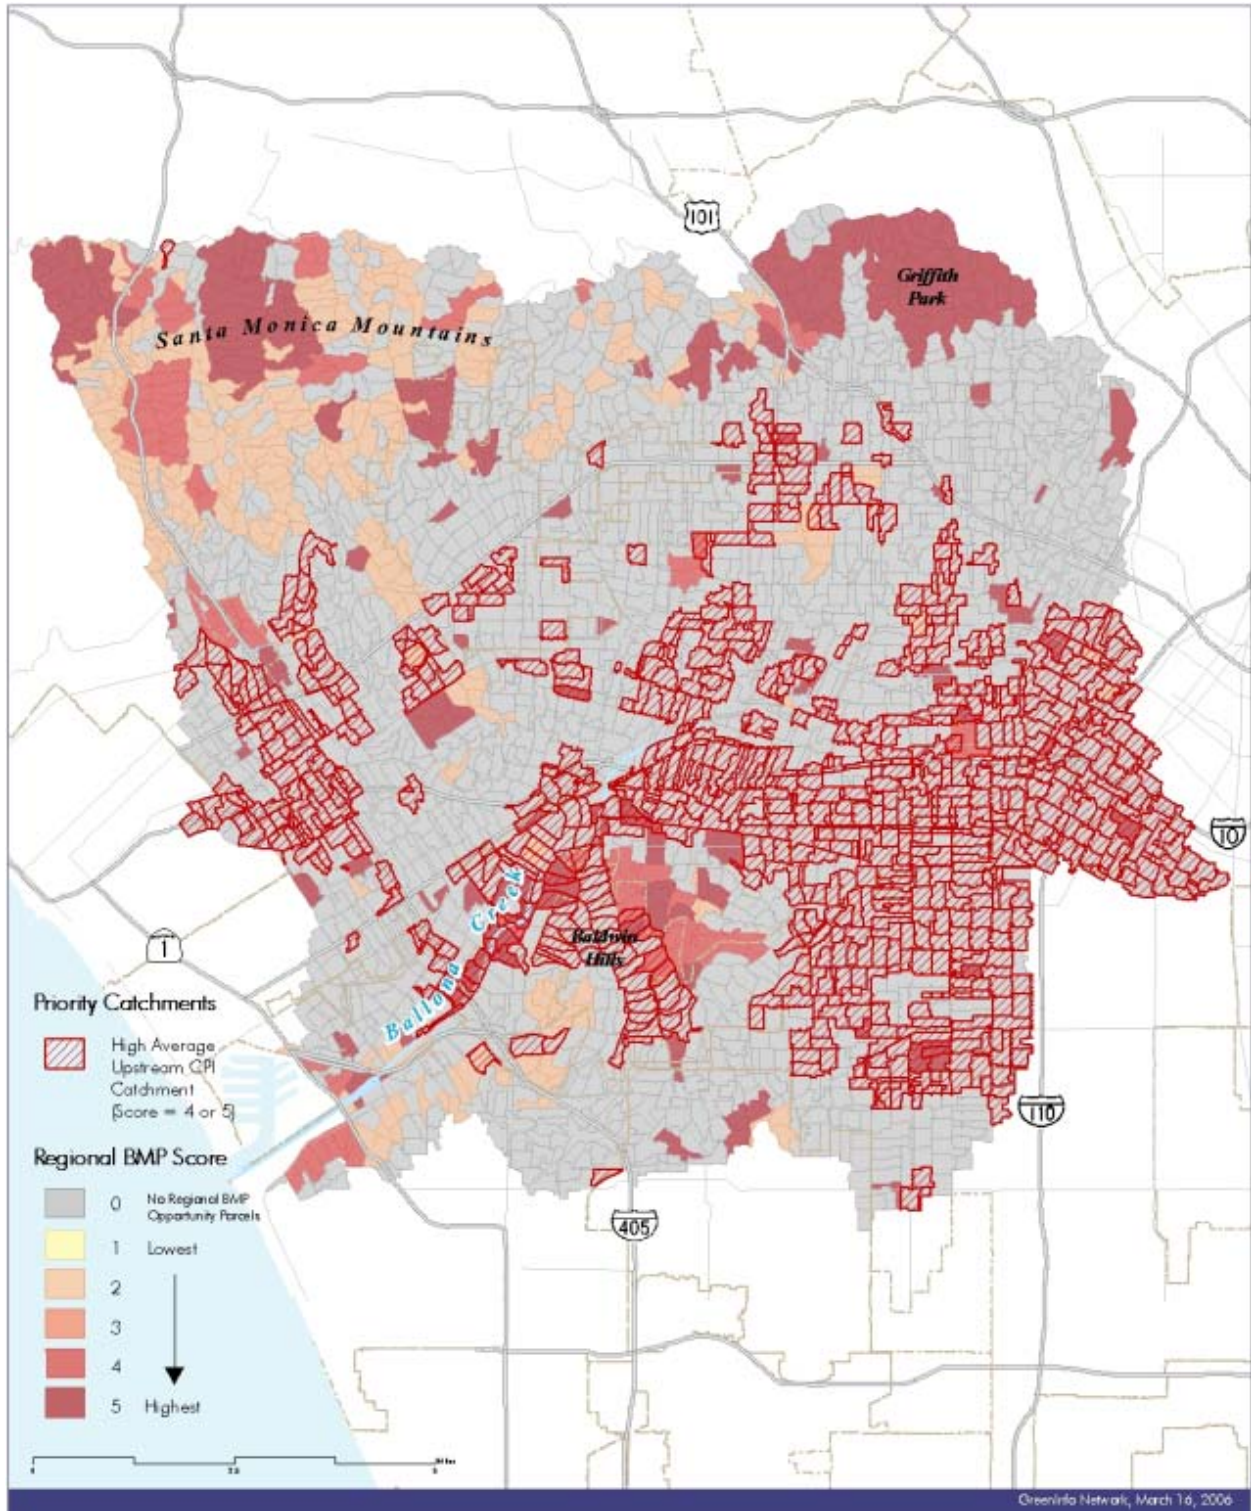 101
Griffith
Park
Santa Monica Mountains
10
Ballona Creek
Baldwin
Hills
1
Priority Catchments
High Average
Upstream CPI
Catchment
(Score = 4 or 5)
110
Regional BMP Score
0 No Regional BMP
Opportunity Parcels
1 Lowest
2
3
4
5 Highest
405
GreenInfo Network, March 16, 2006